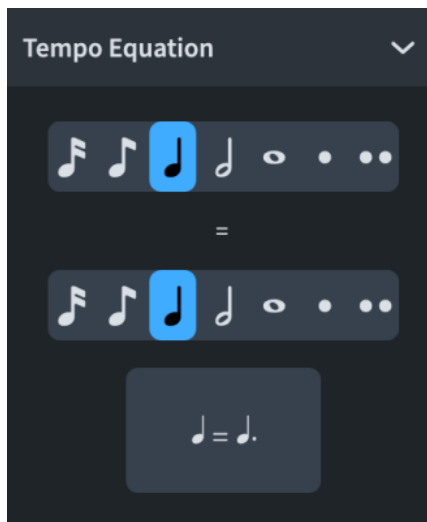 Tempo Equation
=
=